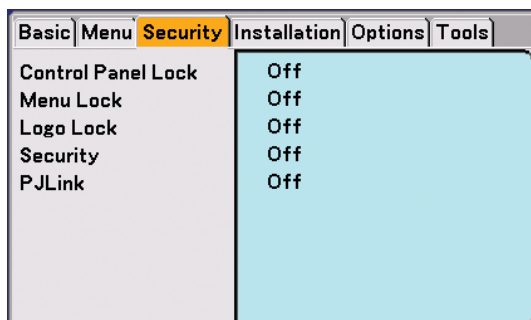 Basic Menu Security Installation Options Tools
Control Panel Lock Off
Menu Lock Off
Logo Lock Off
Security Off
PJLink Off